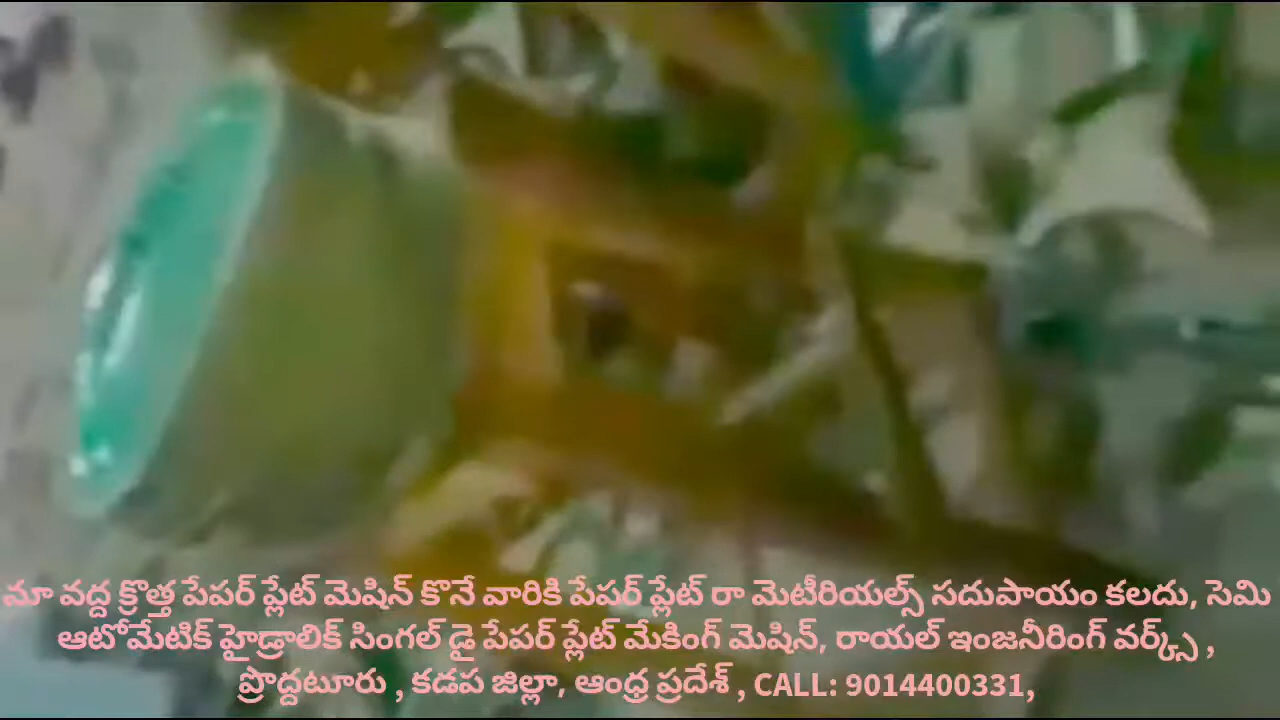 మా వద్ద క్రొత్త పేపర్ ప్లేట్ మెషిన్ కొనే వారికి పేపర్ ప్లేట్ రా మెటీరియల్స్ సదుపాయం కలదు, సెమి
ఆటోమేటిక్ హైడ్రాలిక్ సింగల్ డై పేపర్ ప్లేట్ మేకింగ్ మెషిన్, రాయల్ ఇంజనీరింగ్ వర్క్స్ ,
ప్రొద్దటూరు , కడప జిల్లా, ఆంధ్ర ప్రదేశ్ , CALL: 9014400331,